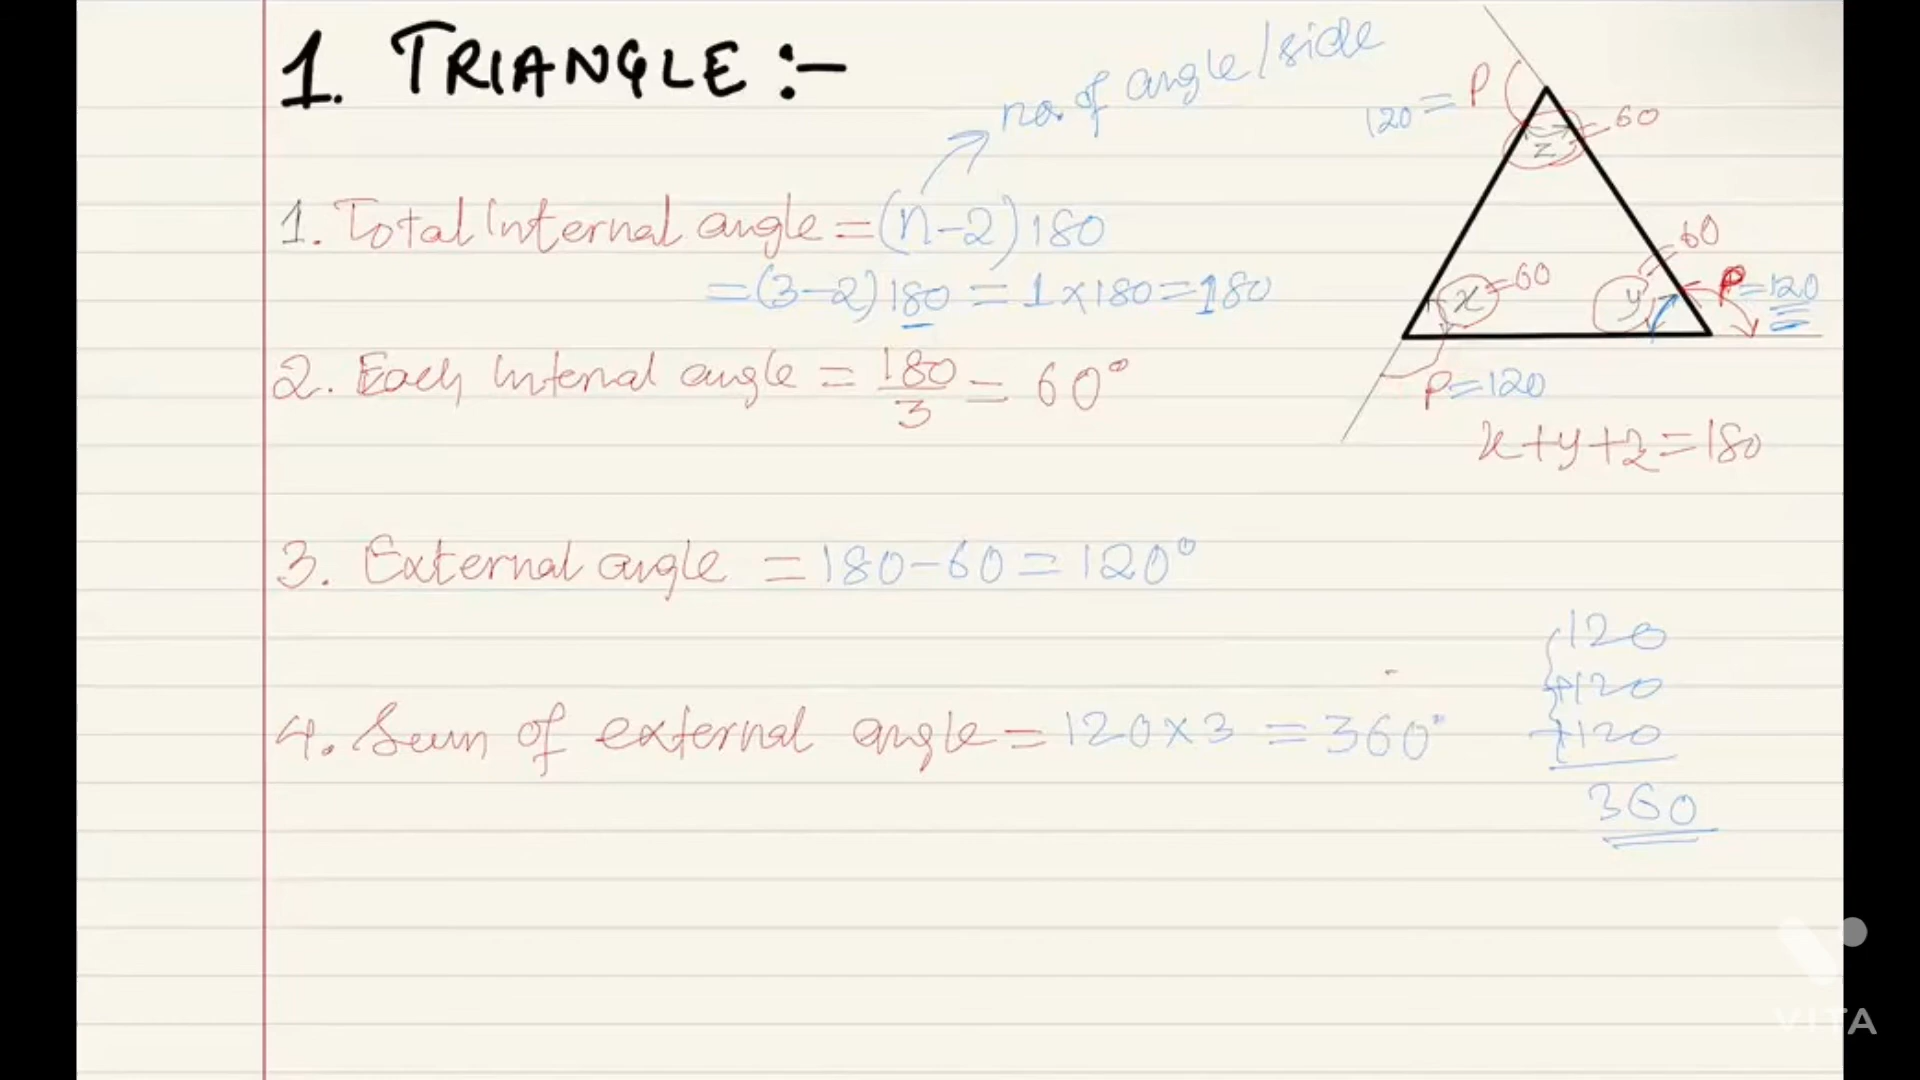 1. TRIANGLE :-
no. of angle/side
1. Total Internal angle = (n-2) 180
= (3-2) 180 = 1 x 180 = 180
2. Each Internal angle = 180/3 = 60°
3. External angle = 180-60 = 120°
4. Sum of external angle = 120 x 3 = 360°
120 = P
z = 60
x = 60
y 60
P = 120
P = 120
x + y + z = 180
120
+120
+120
360
VITA